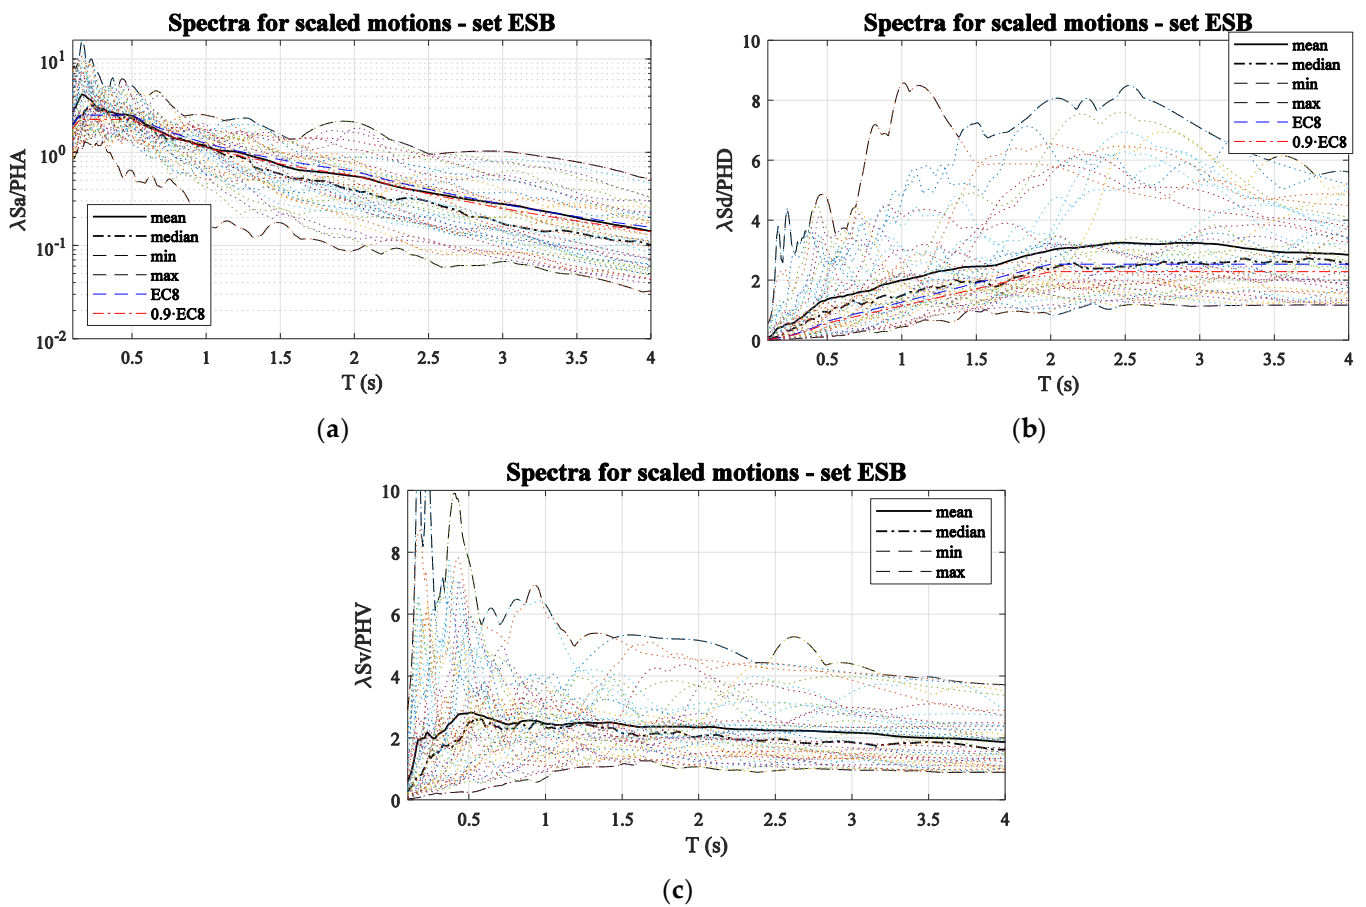 Spectra for scaled motions - set ESB
λSa/PHA
10¹
10⁰
10⁻¹
10⁻²
mean
median
min
max
EC8
0.9·EC8
0.5 1 1.5 2 2.5 3 3.5 4
T (s)
(a)
Spectra for scaled motions - set ESB
λSd/PHD
10
8
6
4
2
0
mean
median
min
max
EC8
0.9·EC8
0.5 1 1.5 2 2.5 3 3.5 4
T (s)
(b)
Spectra for scaled motions - set ESB
λSv/PHV
10
8
6
4
2
0
mean
median
min
max
0.5 1 1.5 2 2.5 3 3.5 4
T (s)
(c)